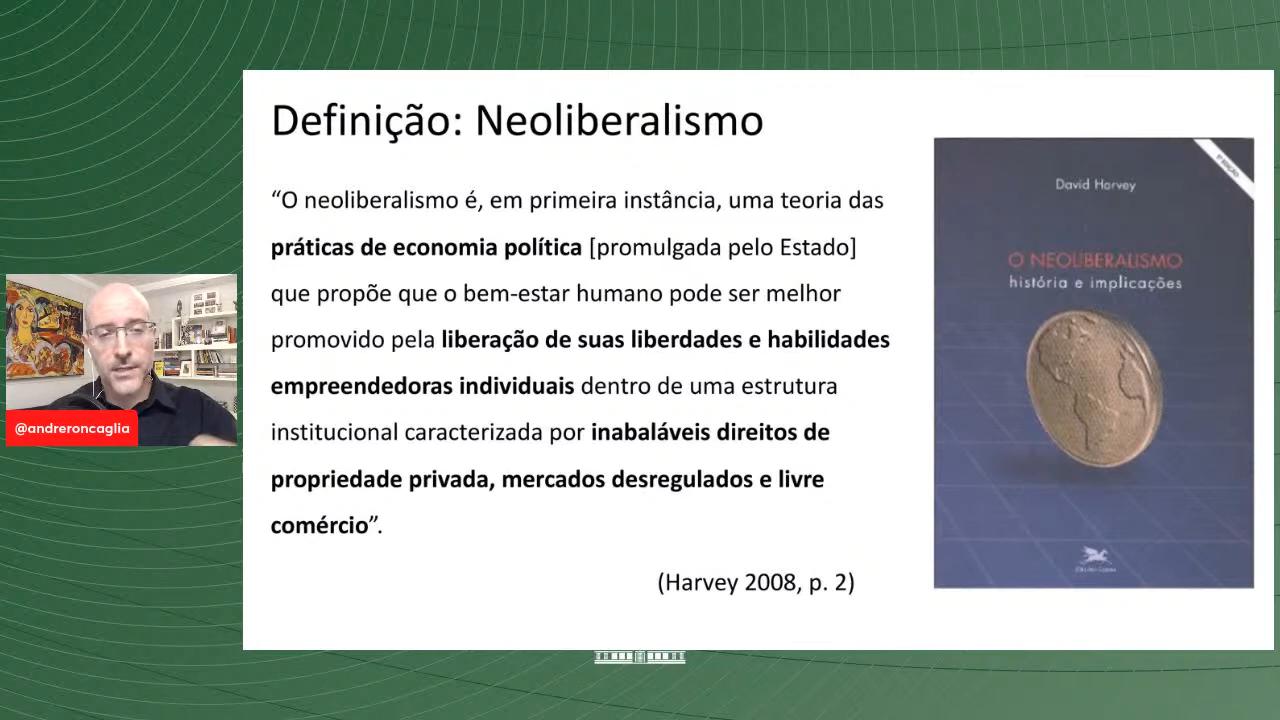 Definição: Neoliberalismo
“O neoliberalismo é, em primeira instância, uma teoria das
práticas de economia política [promulgada pelo Estado]
que propõe que o bem-estar humano pode ser melhor
promovido pela liberação de suas liberdades e habilidades
empreendedoras individuais dentro de uma estrutura
institucional caracterizada por inabaláveis direitos de
propriedade privada, mercados desregulados e livre
comércio”.
(Harvey 2008, p. 2)
David Harvey
O NEOLIBERALISMO
história e implicações
@andreroncaglia